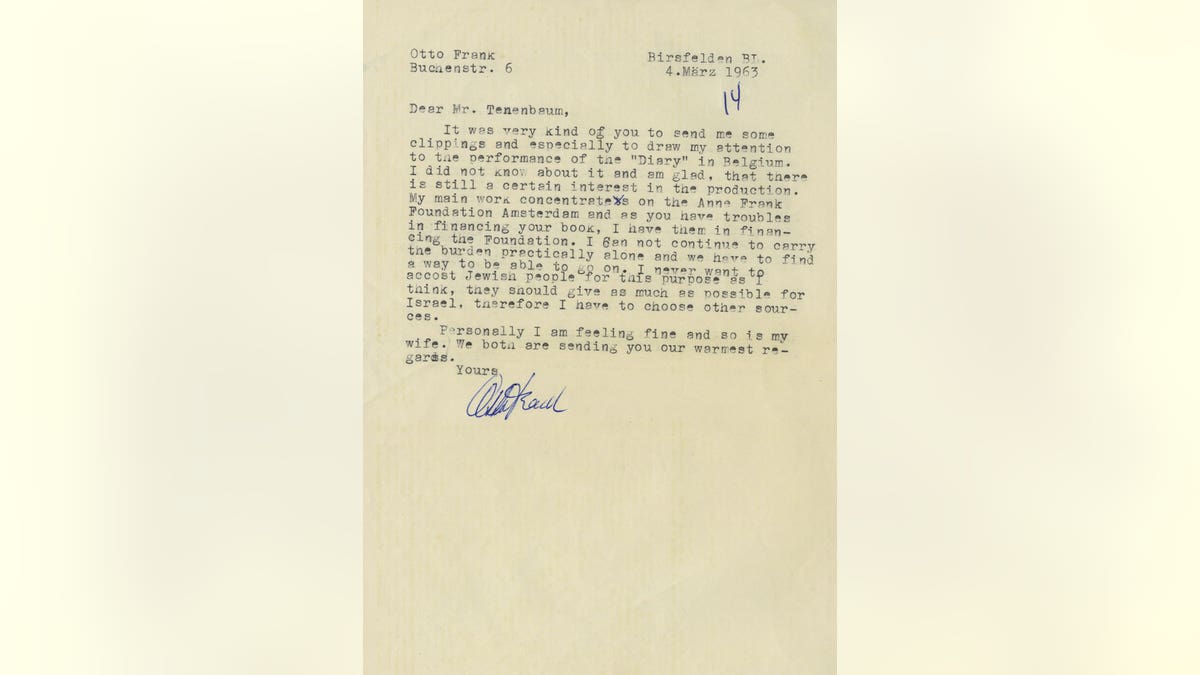 Otto Frank
Buchenstr. 6
Birsfelden BL.
4.März 1963
14
Dear Mr. Tenenbaum,
It was very kind of you to send me some
clippings and especially to draw my attention
to the performance of the "Diary" in Belgium.
I did not know about it and am glad, that there
is still a certain interest in the production.
My main work concentrates on the Anne Frank
Foundation Amsterdam and as you have troubles
in financing your book, I have them in finan-
cing the Foundation. I can not continue to carry
the burden practically alone and we have to find
a way to be able to go on. I never want to
accost Jewish people for this purpose as I
think, they should give as much as possible for
Israel, therefore I have to choose other sour-
ces.
Personally I am feeling fine and so is my
wife. We both are sending you our warmest re-
gards.
Yours,
Otto Frank